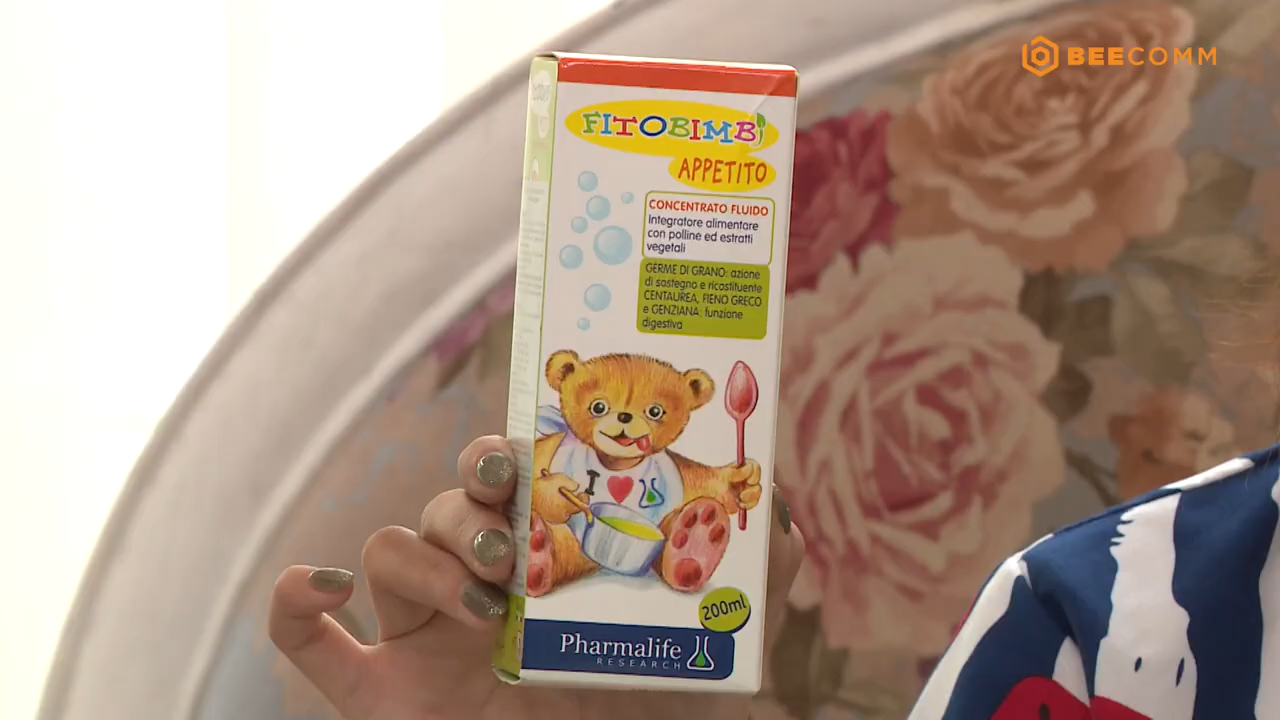 BEECOMM
FITOBIMBi
APPETITO
CONCENTRATO FLUIDO
Integratore alimentare
con polline ed estratti
vegetali
GERME DI GRANO: azione
di sostegno e ricostituente
CENTAUREA, FIENO GRECO
e GENZIANA: funzione
digestiva
I
200ml
Pharmalife
RESEARCH